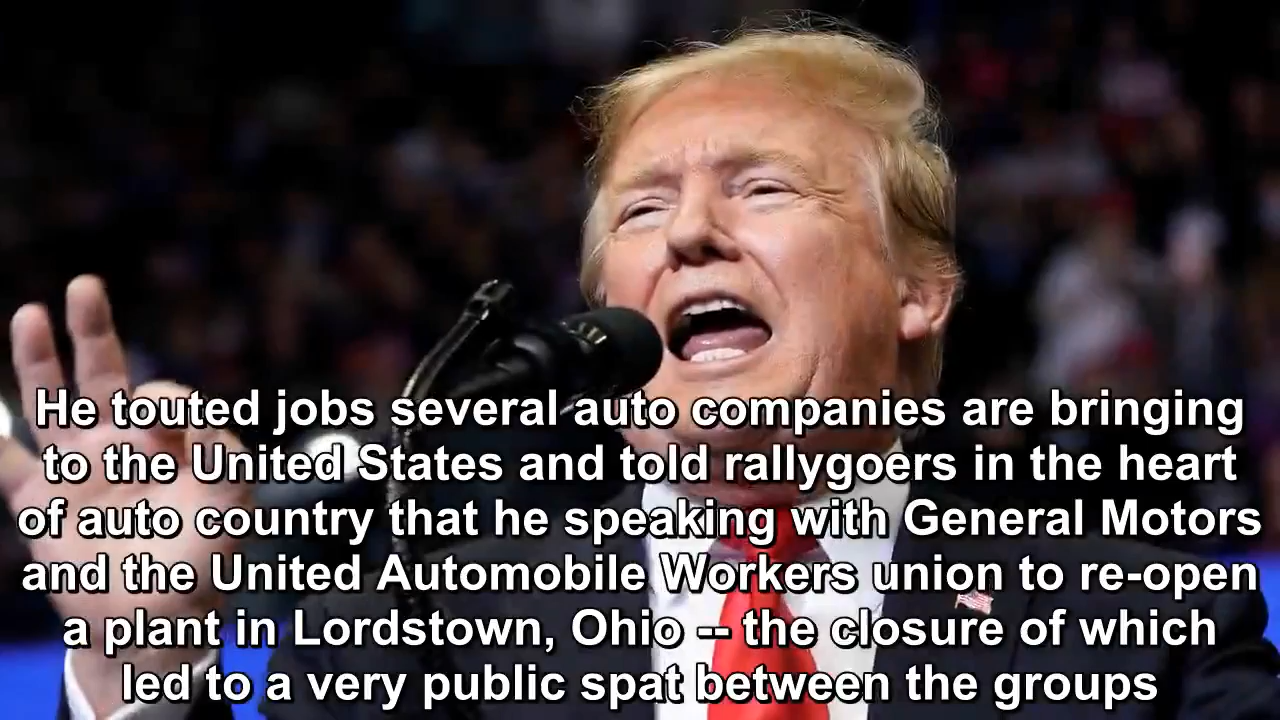 He touted jobs several auto companies are bringing
to the United States and told rallygoers in the heart
of auto country that he speaking with General Motors
and the United Automobile Workers union to re-open
a plant in Lordstown, Ohio -- the closure of which
led to a very public spat between the groups